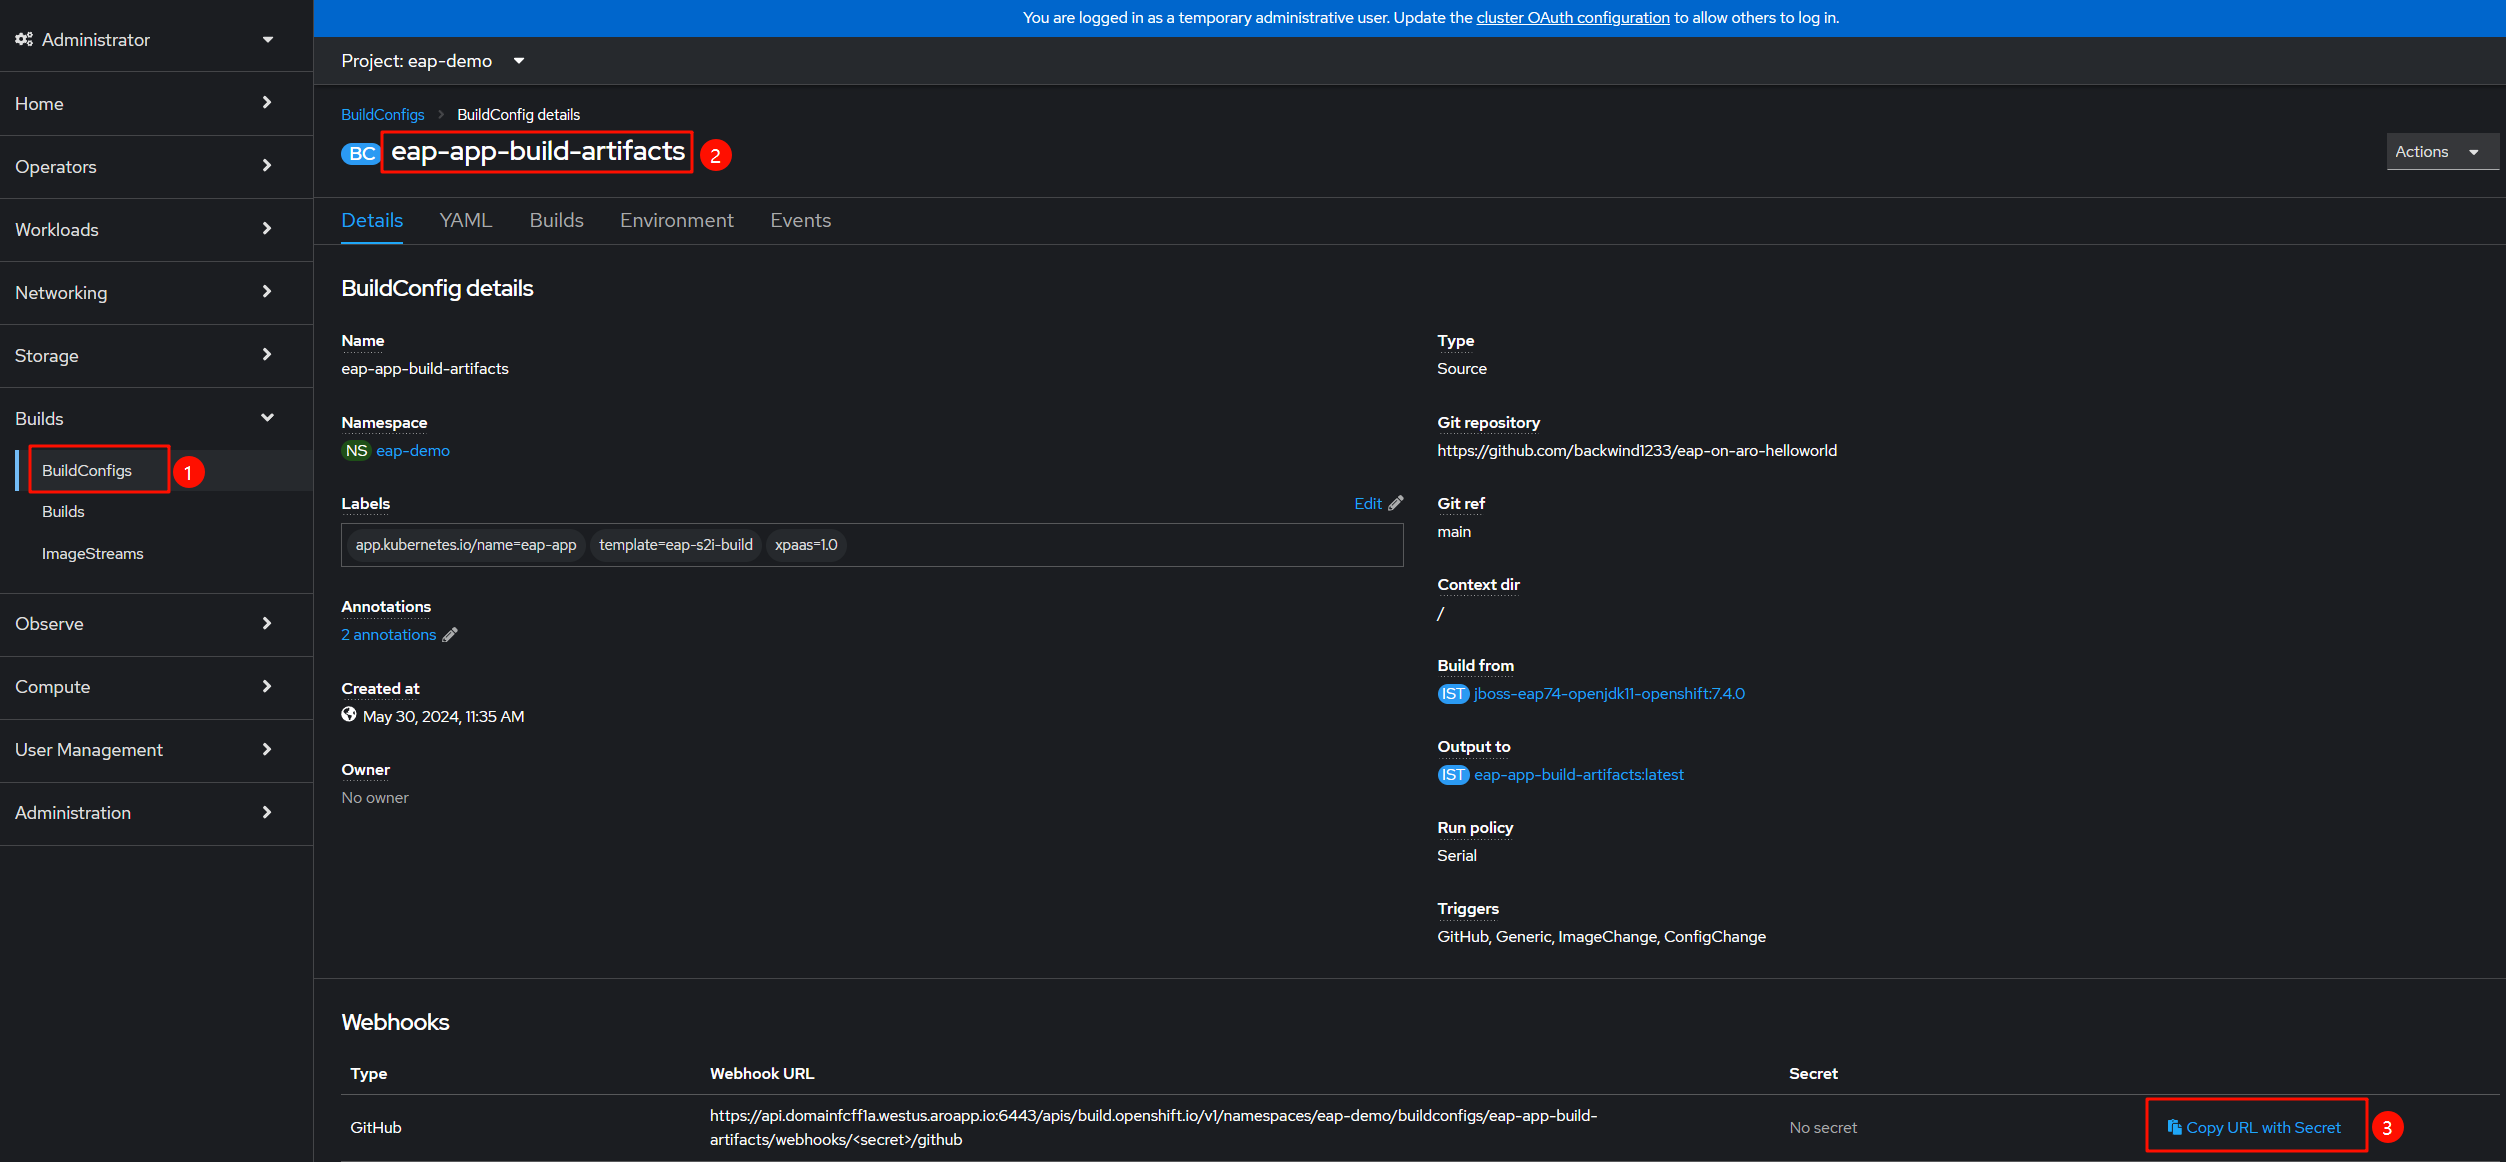 You are logged in as a temporary administrative user. Update the cluster OAuth configuration to allow others to log in.
Administrator
Home
Operators
Workloads
Networking
Storage
Builds
BuildConfigs
1
Builds
ImageStreams
Observe
Compute
User Management
Administration
Project: eap-demo
BuildConfigs > BuildConfig details
BC eap-app-build-artifacts 2
Actions
Details YAML Builds Environment Events
BuildConfig details
Name
eap-app-build-artifacts
Namespace
NS eap-demo
Labels
Edit
app.kubernetes.io/name=eap-app template=eap-s2i-build xpaas=1.0
Annotations
2 annotations
Created at
May 30, 2024, 11:35 AM
Owner
No owner
Type
Source
Git repository
https://github.com/backwind1233/eap-on-aro-helloworld
Git ref
main
Context dir
/
Build from
IST jboss-eap74-openjdk11-openshift:7.4.0
Output to
IST eap-app-build-artifacts:latest
Run policy
Serial
Triggers
GitHub, Generic, ImageChange, ConfigChange
Webhooks
Type Webhook URL Secret
GitHub
https://api.domainfcff1a.westus.aroapp.io:6443/apis/build.openshift.io/v1/namespaces/eap-demo/buildconfigs/eap-app-build-
artifacts/webhooks/<secret>/github
No secret
Copy URL with Secret 3